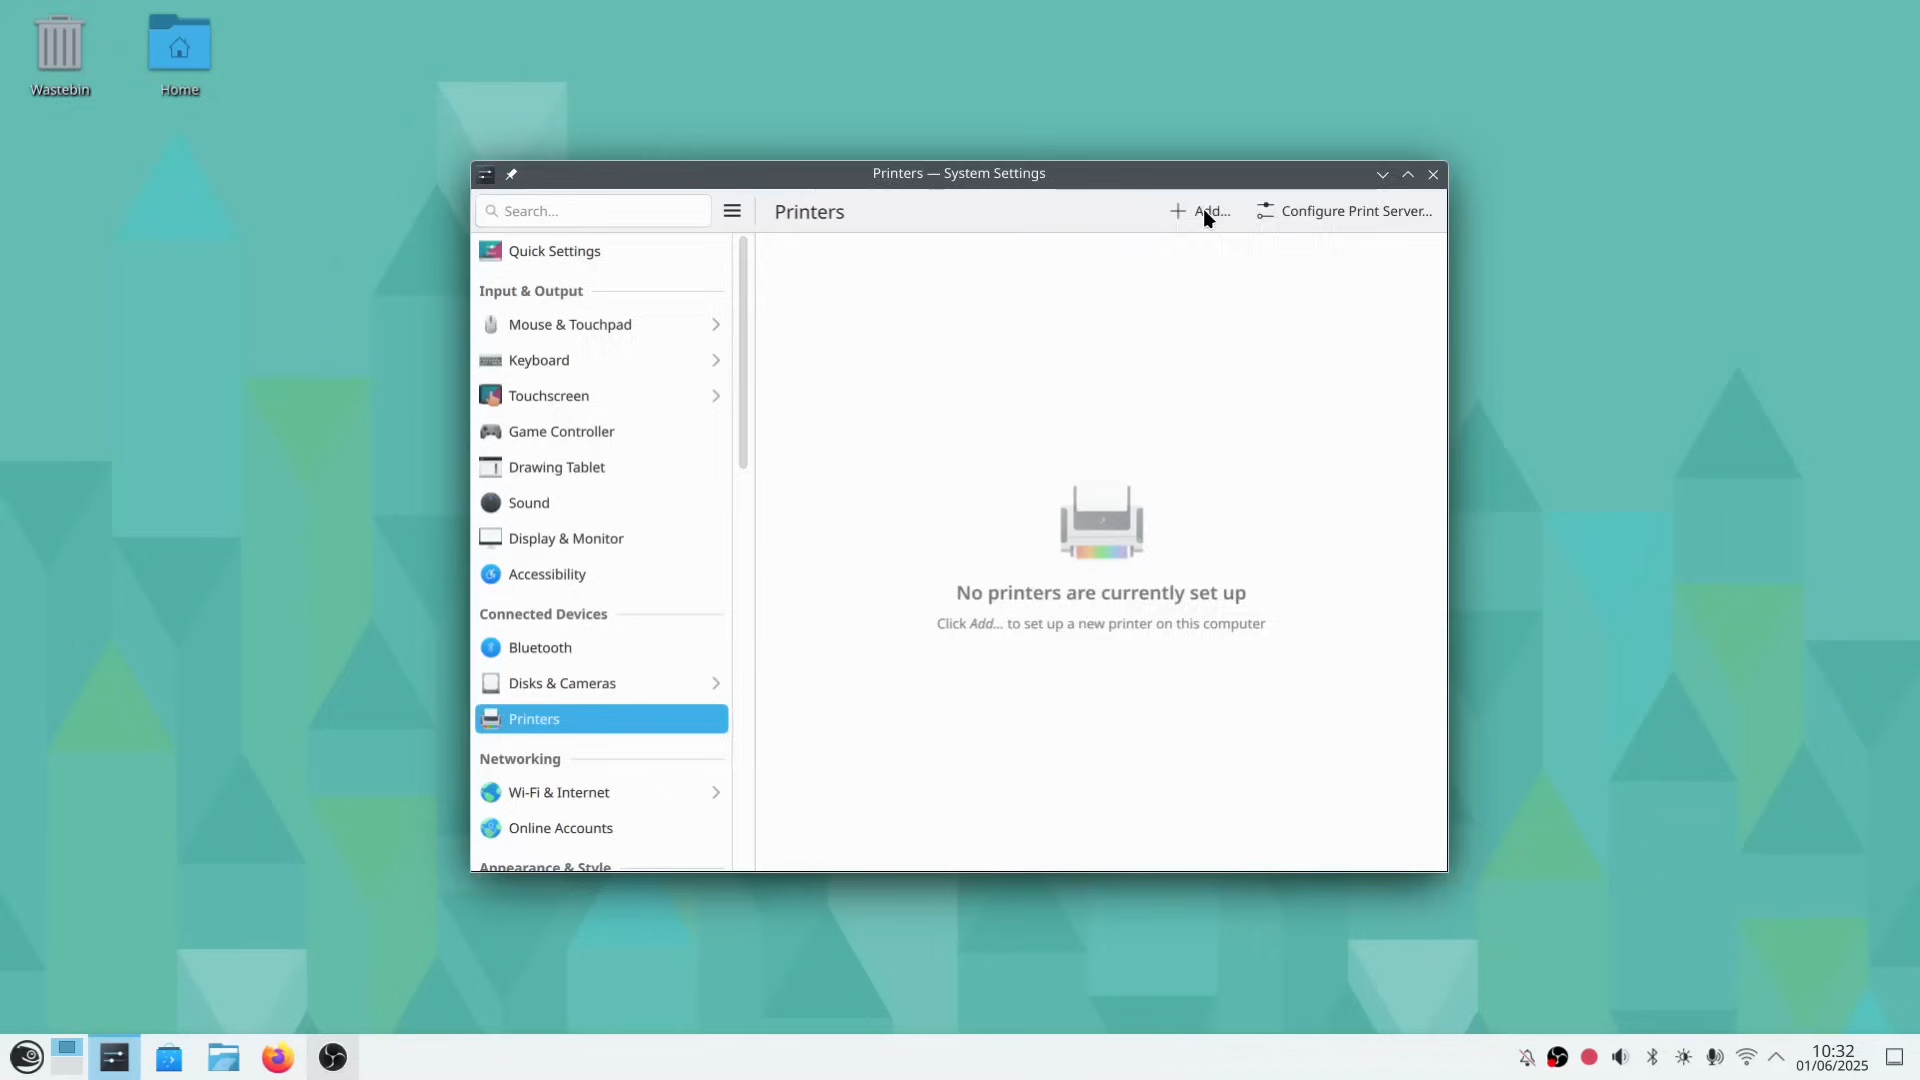 Wastebin
Home
Printers — System Settings
Search...
Printers
Add...
Configure Print Server...
Quick Settings
Input & Output
Mouse & Touchpad
Keyboard
Touchscreen
Game Controller
Drawing Tablet
Sound
Display & Monitor
Accessibility
Connected Devices
Bluetooth
Disks & Cameras
Printers
Networking
Wi-Fi & Internet
Online Accounts
Appearance & Style
No printers are currently set up
Click Add... to set up a new printer on this computer
10:32
01/06/2025